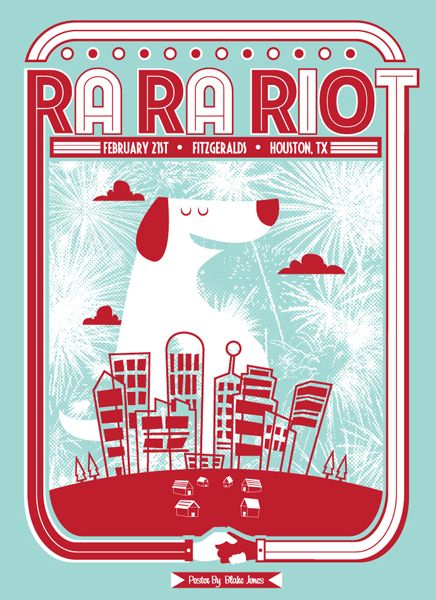 RA RA RIOT
FEBRUARY 21ST • FITZGERALDS • HOUSTON, TX
Poster By Blake Jones